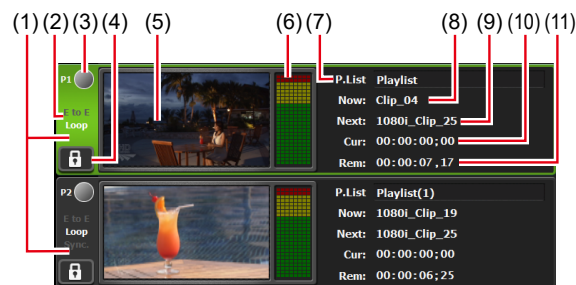 (1) (2) (3) (4) (5) (6) (7) (8) (9) (10) (11)
P1
E to E
Loop
P.List Playlist
Now: Clip_04
Next: 1080i_Clip_25
Cur: 00:00:00;00
Rem: 00:00:07,17
P2
E to E
Loop
Sync.
P.List Playlist(1)
Now: 1080i_Clip_19
Next: 1080i_Clip_25
Cur: 00:00:00;00
Rem: 00:00:06;25